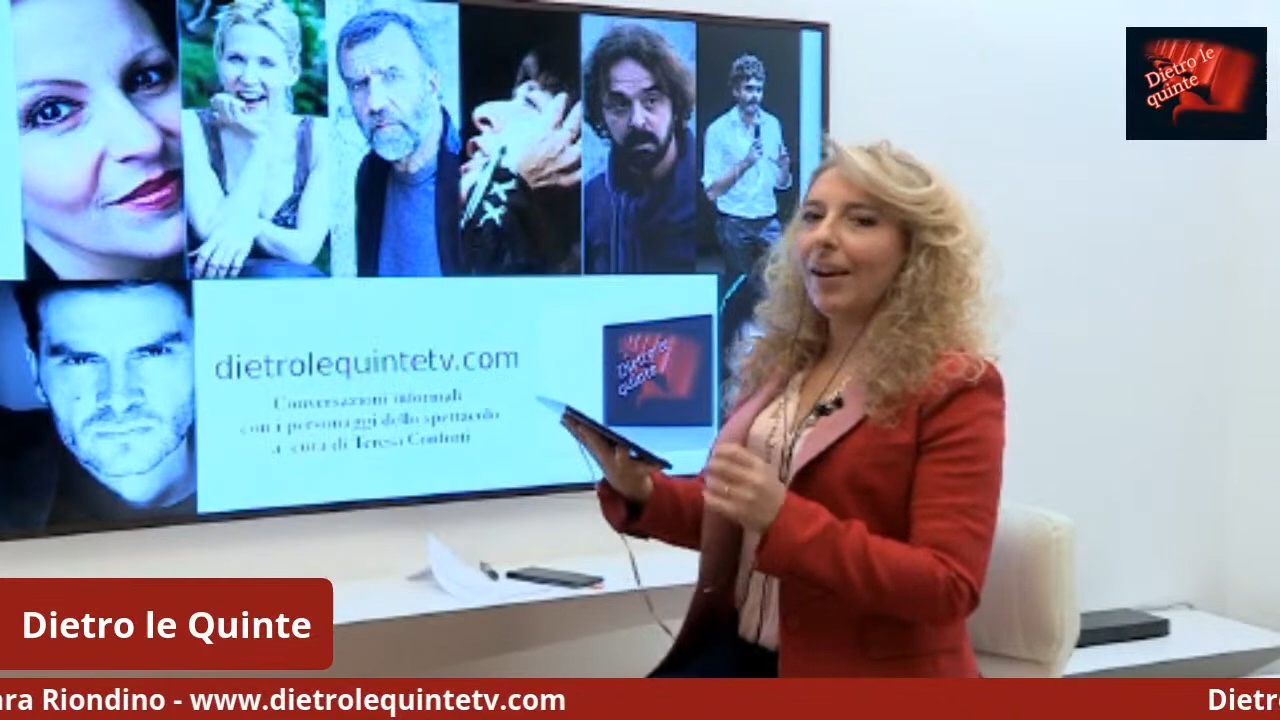 Dietro le
quinte
dietrolequintetv.com
Conversazioni informali
con i personaggi dello spettacolo
a cura di Teresa
Dietro le
quinte
Dietro le Quinte
ara Riondino - www.dietrolequintetv.com
Dietr